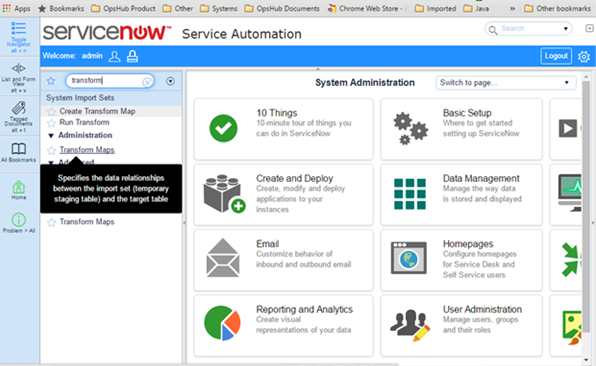 Apps Bookmarks OpsHub Product Other Systems OpsHub Documents Chrome Web Store - A Imported Java » Other bookmarks
servicenow™ Service Automation
Search
Welcome: admin
Logout
Toggle
Navigator
alt + n
List and Form
View
alt + v
Tagged
Documents
alt + t
All Bookmarks
Home
Problem > All
transform
System Import Sets
Create Transform Map
Run Transform
Administration
Transform Maps
Advanced
Specifies the data relationships
between the import set (temporary
staging table) and the target table
Transform Maps
System Administration
Switch to page...
10 Things
10-minute tour of things you
can do in ServiceNow
Basic Setup
Where to get started
setting up ServiceNow
Create and Deploy
Create, modify and deploy
applications to your
instances
Data Management
Manage the way data
is stored and displayed
Email
Customize behavior of
inbound and outbound email
Homepages
Configure homepages
for Service Desk and
Self Service users
Reporting and Analytics
Create visual
representations of your data
User Administration
Manage users, groups
and their roles